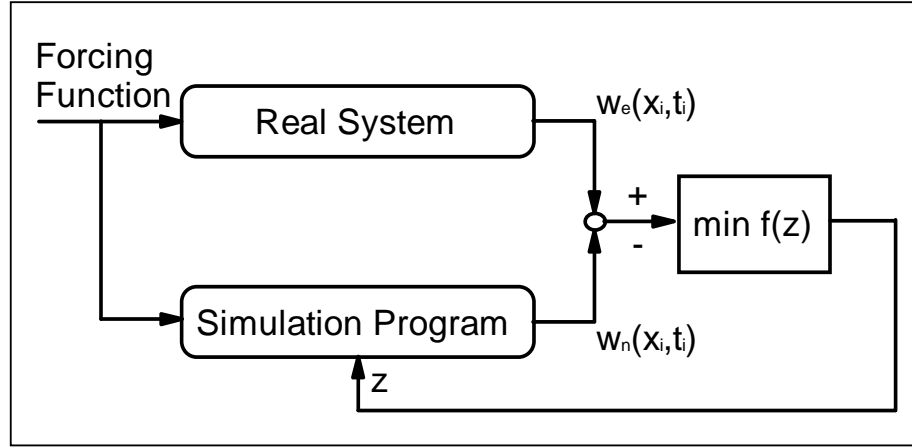 Forcing
Function
Real System
wₑ(xᵢ,tᵢ)
+
-
min f(z)
Simulation Program
wₙ(xᵢ,tᵢ)
z